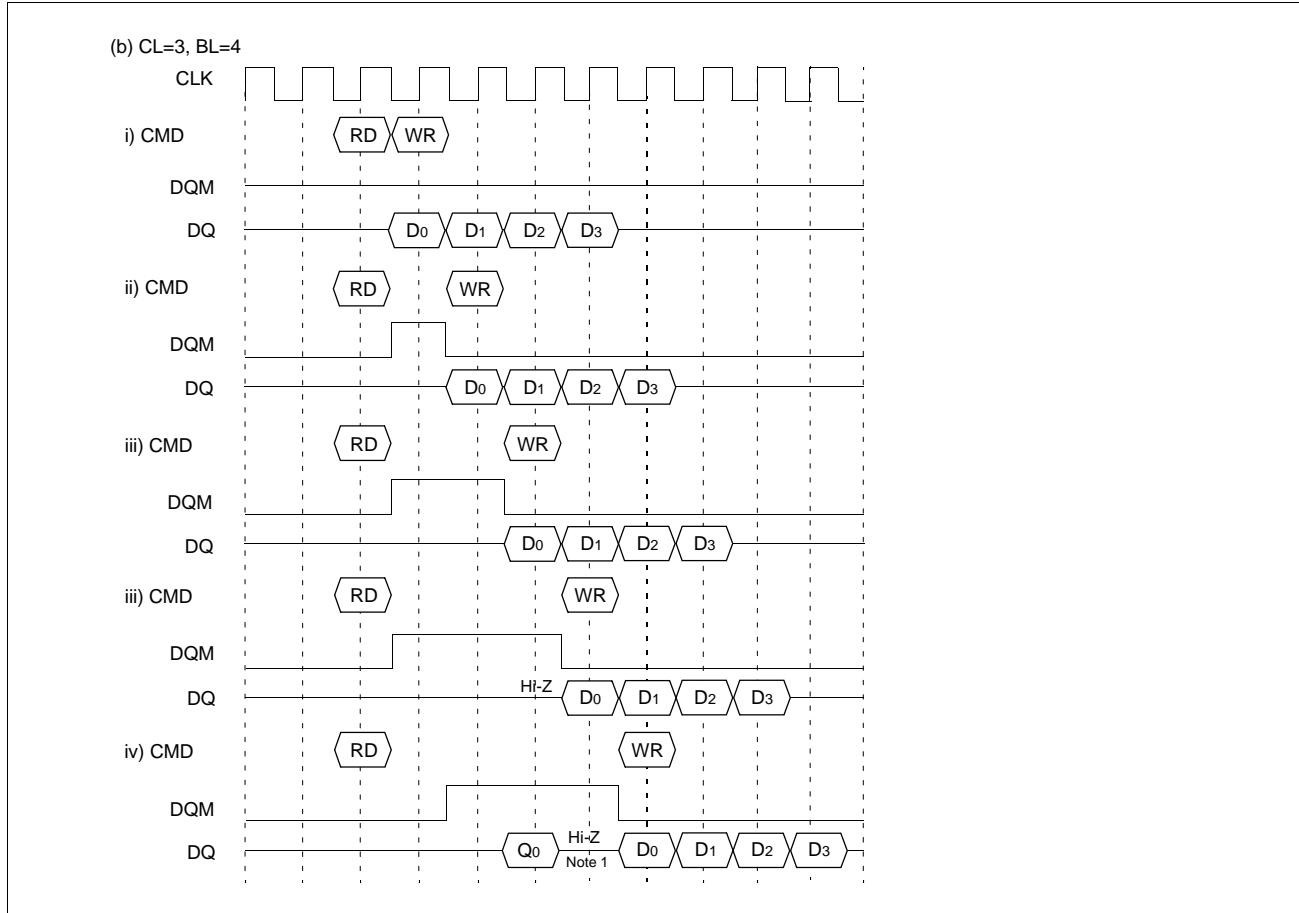 (b) CL=3, BL=4
CLK
i) CMD RD WR
DQM
DQ D0 D1 D2 D3
ii) CMD RD WR
DQM
DQ D0 D1 D2 D3
iii) CMD RD WR
DQM
DQ D0 D1 D2 D3
iii) CMD RD WR
DQM
DQ Hi-Z D0 D1 D2 D3
iv) CMD RD WR
DQM
DQ Q0 Hi-Z D0 D1 D2 D3
Note 1